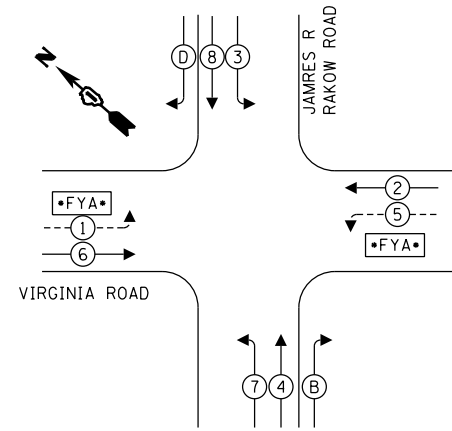 D 8 3
JAMRES R
RAKOW ROAD
N
*FYA*
2
1
5
*FYA*
6
VIRGINIA ROAD
7 4 B